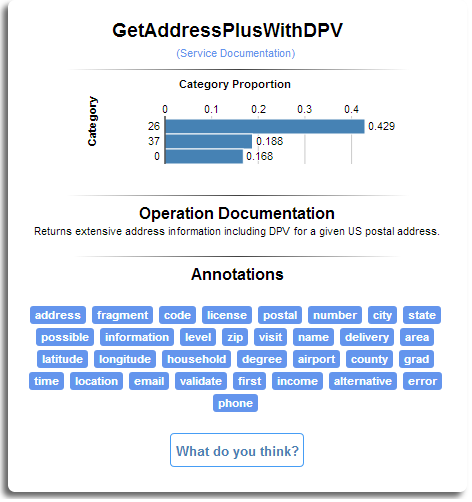 GetAddressPlusWithDPV
(Service Documentation)
Category Proportion
0 0.1 0.2 0.3 0.4
Category
26 0.429
37 0.188
0 0.168
Operation Documentation
Returns extensive address information including DPV for a given US postal address.
Annotations
address fragment code license postal number city state
possible information level zip visit name delivery area
latitude longitude household degree airport county grad
time location email validate first income alternative error
phone
What do you think?